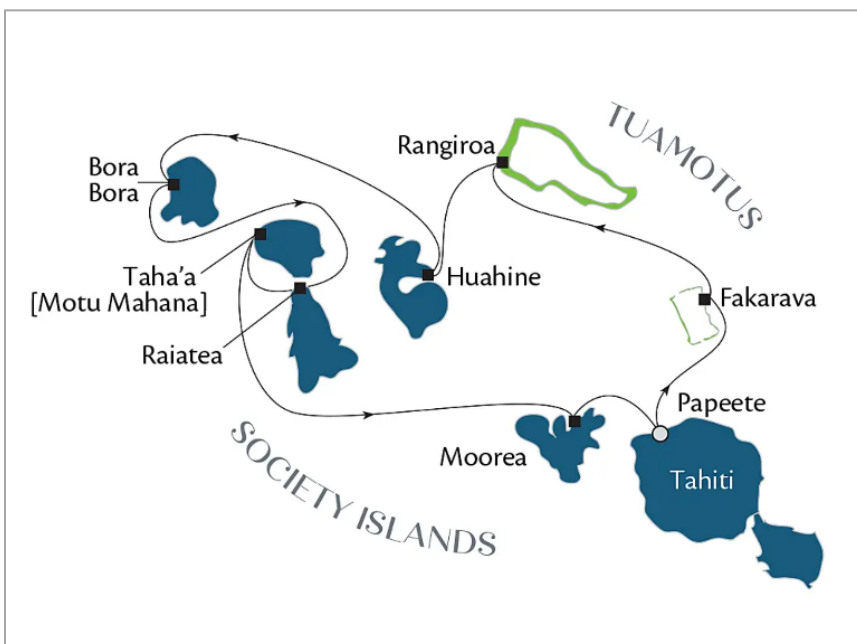 TUAMOTUS
Rangiroa
Bora
Bora
Taha’a
[Motu Mahana]
Huahine
Fakarava
Raiatea
Papeete
Moorea
Tahiti
SOCIETY ISLANDS